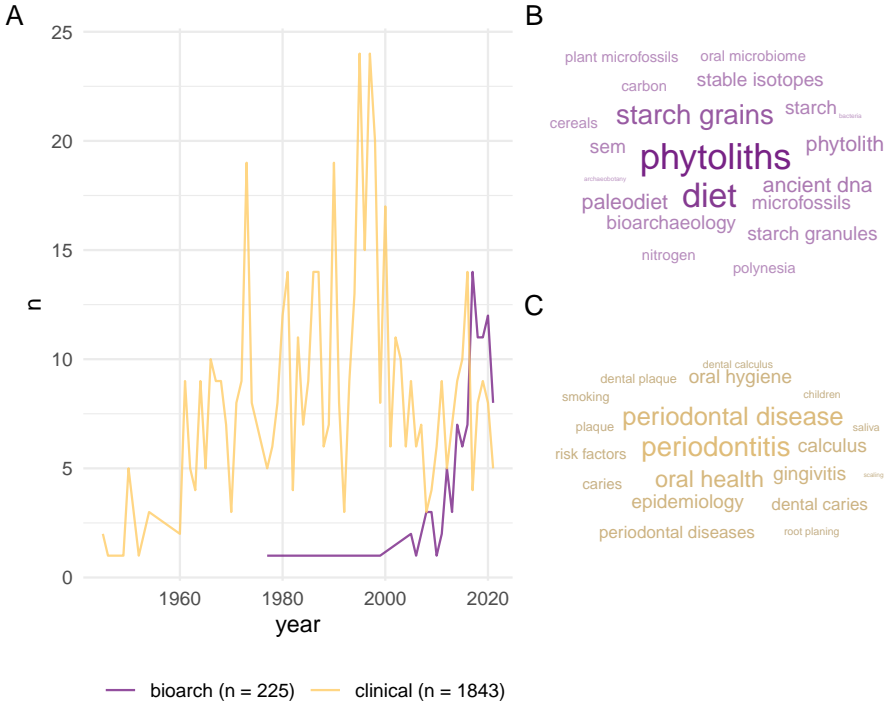 A
25
20
15
10
5
0
n
1960
1980
2000
2020
year
bioarch (n = 225)
clinical (n = 1843)
B
plant microfossils
oral microbiome
carbon
stable isotopes
starch grains
starch
bacteria
cereals
sem
phytoliths
phytolith
archaeobotany
ancient dna
paleodiet
diet
microfossils
bioarchaeology
starch granules
nitrogen
polynesia
C
dental calculus
dental plaque
oral hygiene
smoking
children
periodontal disease
plaque
saliva
periodontitis
calculus
risk factors
oral health
gingivitis
scaling
caries
epidemiology
dental caries
periodontal diseases
root planing